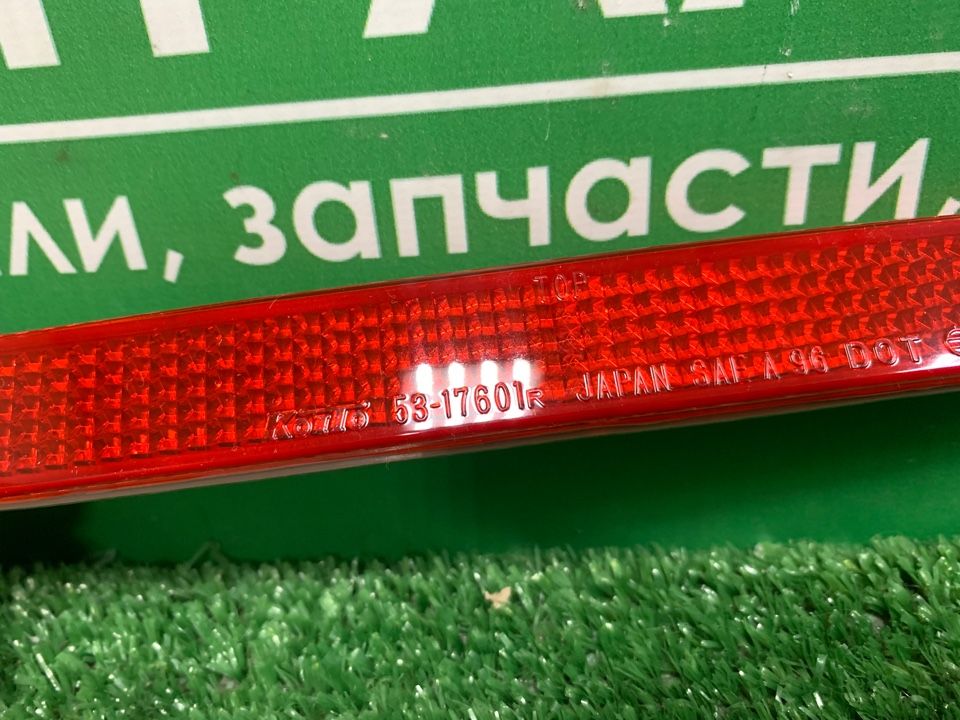 ли, запчасти,
TOP
Koito 53-17601R JAPAN SAE A 96 DOT